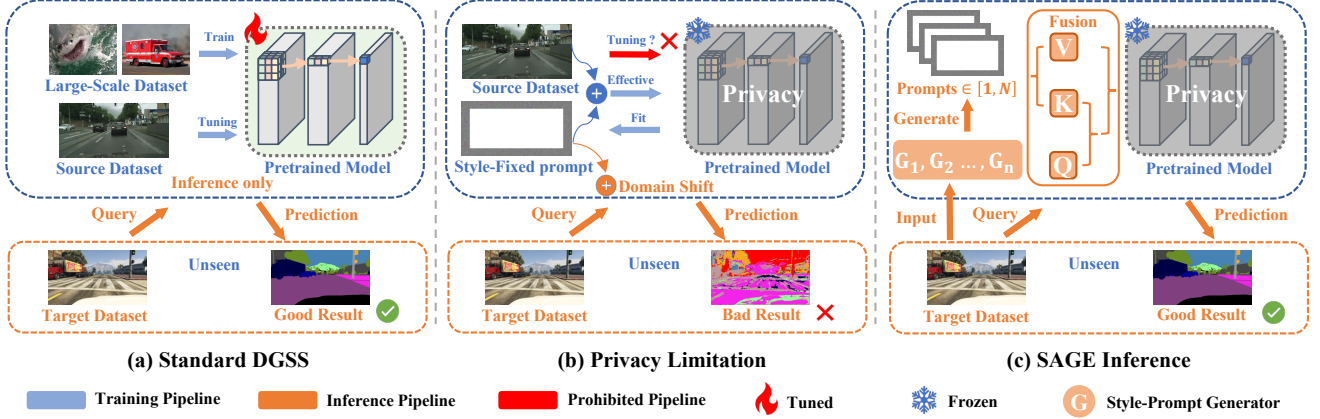 Train
Large-Scale Dataset
Tuning
Source Dataset
Pretrained Model
Inference only
Query
Prediction
Unseen
Target Dataset
Good Result
(a) Standard DGSS
Tuning ?
Source Dataset
Effective
Privacy
Fit
Style-Fixed prompt
Pretrained Model
Domain Shift
Query
Prediction
Unseen
Target Dataset
Bad Result
(b) Privacy Limitation
Fusion
V
Prompts ∈ [1, N]
K
Privacy
Generate
G₁, G₂ ..., Gₙ
Q
Pretrained Model
Input
Query
Prediction
Unseen
Target Dataset
Good Result
(c) SAGE Inference
Training Pipeline
Inference Pipeline
Prohibited Pipeline
Tuned
Frozen
G
Style-Prompt Generator